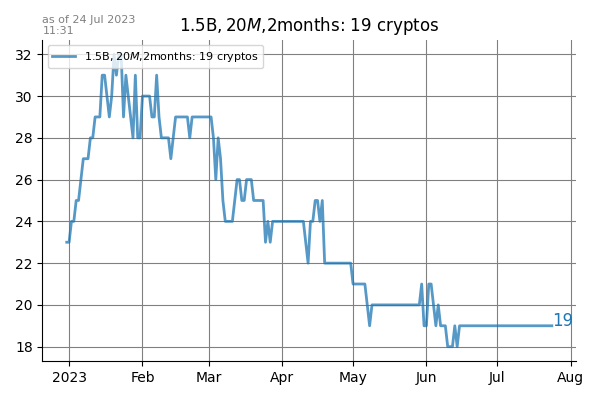 as of 24 Jul 2023
11:31
1.5B, 20M,2months: 19 cryptos
1.5B, 20M,2months: 19 cryptos
32
30
28
26
24
22
20
18
19
2023 Feb Mar Apr May Jun Jul Aug